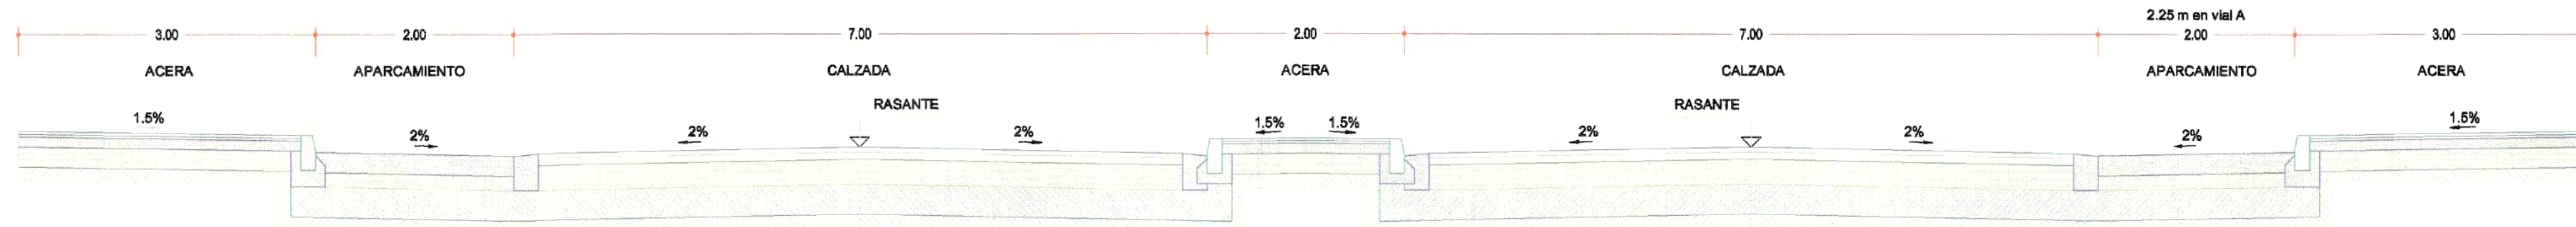 2.25 m en vial A
3.00 2.00 7.00 2.00 7.00 2.00 3.00
ACERA APARCAMIENTO CALZADA ACERA CALZADA APARCAMIENTO ACERA
RASANTE RASANTE
1.5% 2% 2% 2% 1.5% 1.5% 2% 2% 2% 1.5%